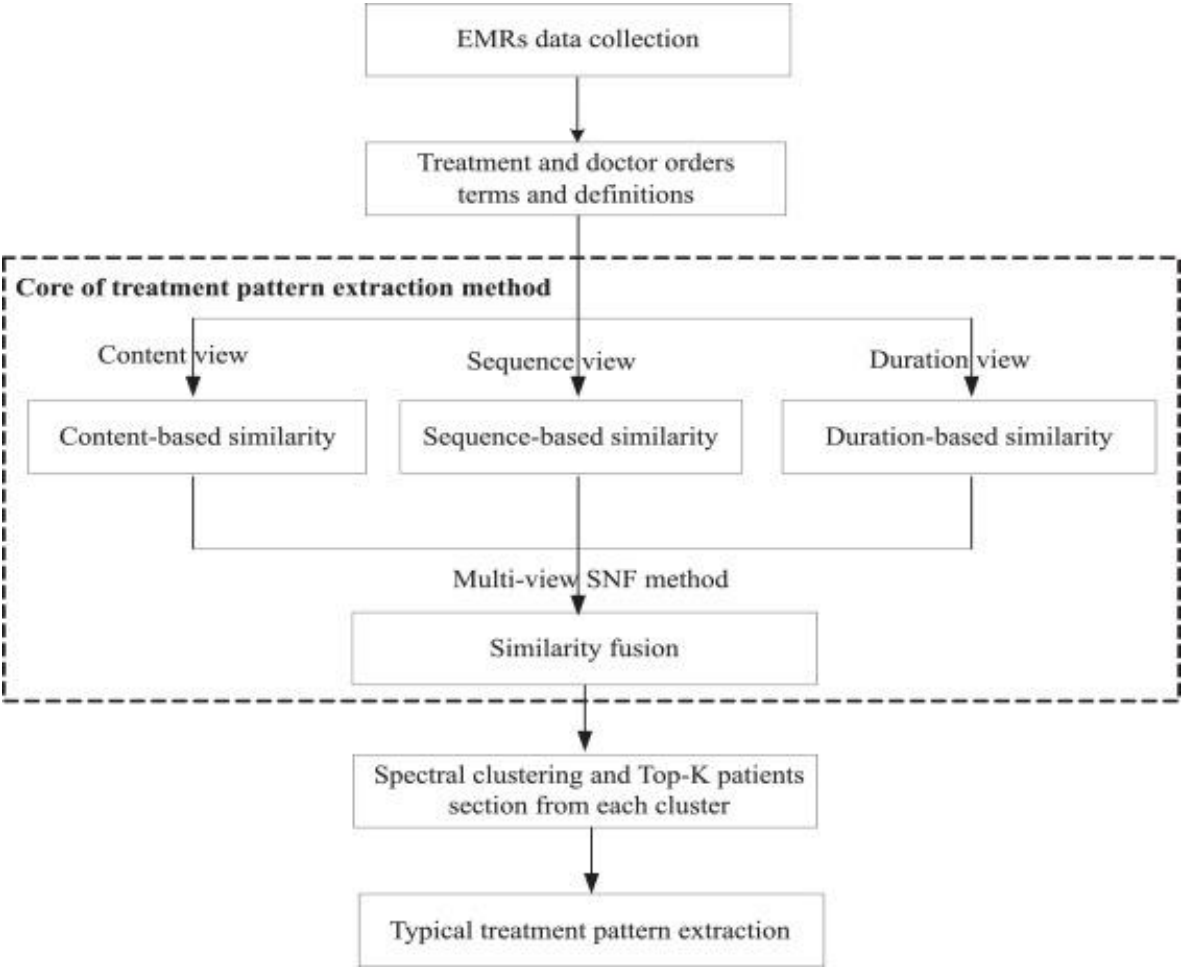 EMRs data collection
Treatment and doctor orders
terms and definitions
Core of treatment pattern extraction method
Content view
Sequence view
Duration view
Content-based similarity
Sequence-based similarity
Duration-based similarity
Multi-view SNF method
Similarity fusion
Spectral clustering and Top-K patients
section from each cluster
Typical treatment pattern extraction